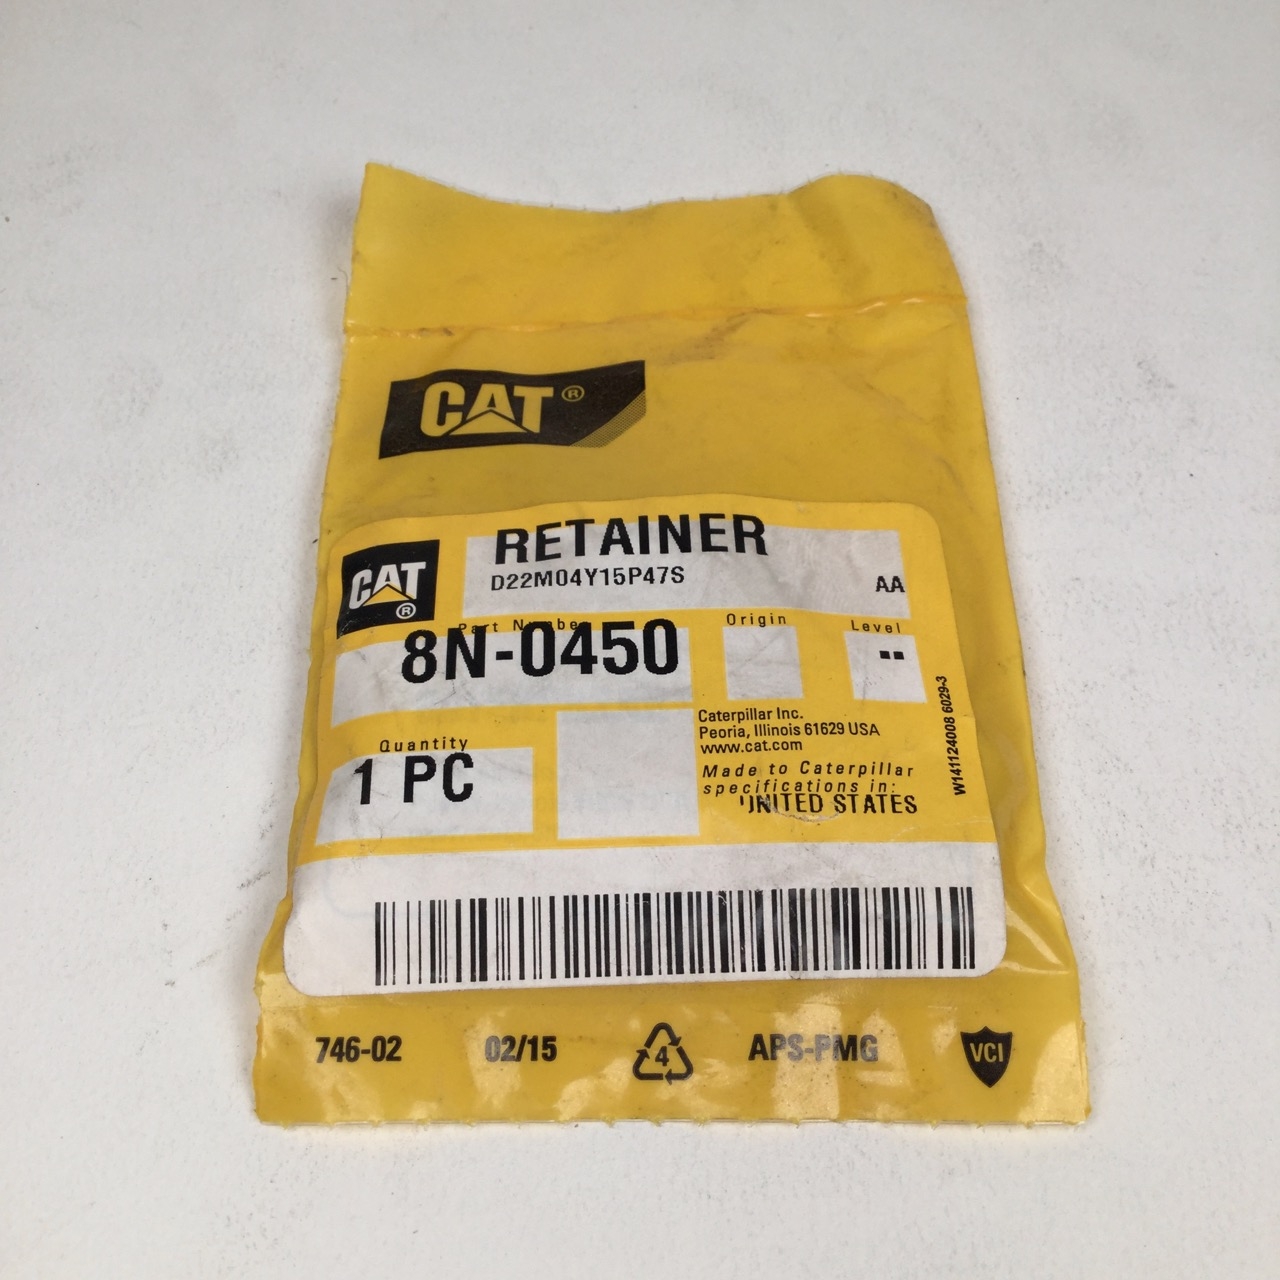 CAT®
RETAINER
D22M04Y15P47S
AA
CAT®
Part Number
8N-0450
Origin
Level
--
Quantity
1 PC
Caterpillar Inc.
Peoria, Illinois 61629 USA
www.cat.com
Made to Caterpillar
specifications in:
UNITED STATES
W141124008 6029-3
746-02
02/15
4
APS-PMG
VCI